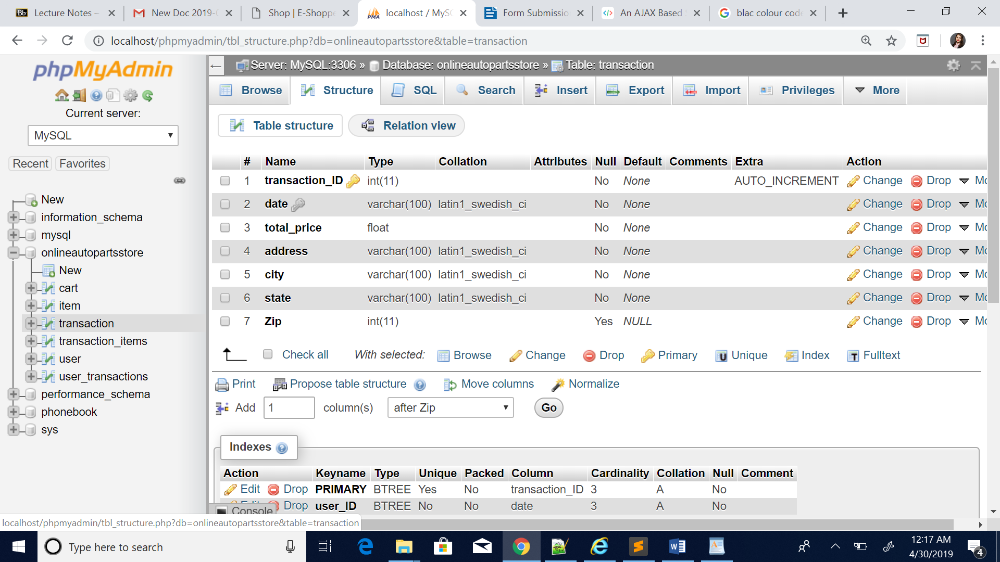 Lecture Notes –
New Doc 2019-
Shop | E-Shoppe
localhost / MyS
Form Submissio
An AJAX Based
blac colour cod
localhost/phpmyadmin/tbl_structure.php?db=onlineautopartsstore&table=transaction
phpMyAdmin
Current server:
MySQL
Recent Favorites
New
information_schema
mysql
onlineautopartsstore
New
cart
item
transaction
transaction_items
user
user_transactions
performance_schema
phonebook
sys
Server: MySQL:3306 » Database: onlineautopartsstore » Table: transaction
Browse Structure SQL Search Insert Export Import Privileges More
Table structure Relation view
# Name Type Collation Attributes Null Default Comments Extra Action
1 transaction_ID int(11) No None AUTO_INCREMENT Change Drop Mo
2 date varchar(100) latin1_swedish_ci No None Change Drop Mo
3 total_price float No None Change Drop Mo
4 address varchar(100) latin1_swedish_ci No None Change Drop Mo
5 city varchar(100) latin1_swedish_ci No None Change Drop Mo
6 state varchar(100) latin1_swedish_ci No None Change Drop Mo
7 Zip int(11) Yes NULL Change Drop Mo
Check all With selected: Browse Change Drop Primary Unique Index Fulltext
Print Propose table structure Move columns Normalize
Add 1 column(s) after Zip Go
Indexes
Action Keyname Type Unique Packed Column Cardinality Collation Null Comment
Edit Drop PRIMARY BTREE Yes No transaction_ID 3 A No
Edit Drop user_ID BTREE No No date 3 A No
Console
localhost/phpmyadmin/tbl_structure.php?db=onlineautopartsstore&table=transaction
Type here to search
12:17 AM
4/30/2019
4